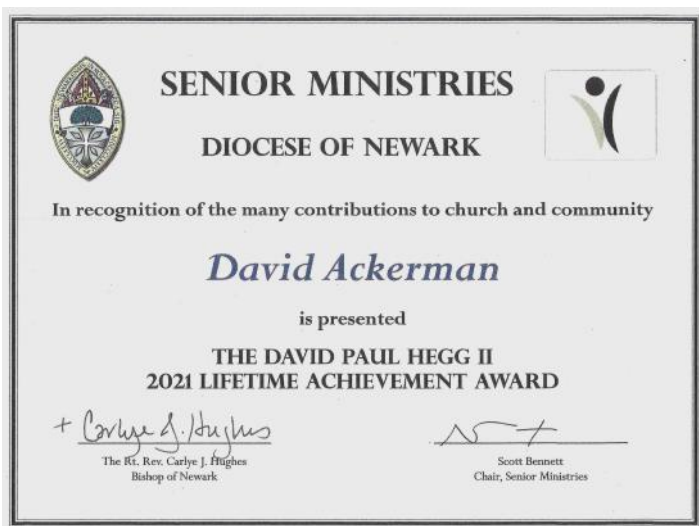 SENIOR MINISTRIES
DIOCESE OF NEWARK
In recognition of the many contributions to church and community
David Ackerman
is presented
THE DAVID PAUL HEGG II
2021 LIFETIME ACHIEVEMENT AWARD
+ Carlye J. Hughes
The Rt. Rev. Carlye J. Hughes
Bishop of Newark
Scott Bennett
Chair, Senior Ministries